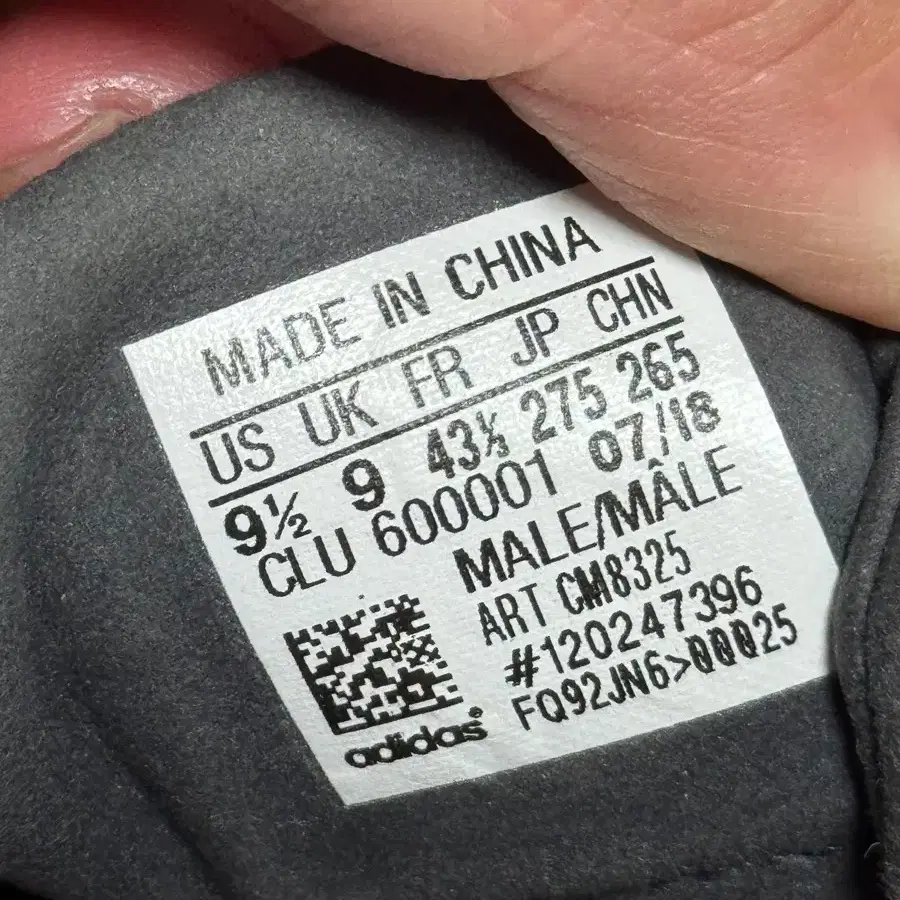 MADE IN CHINA
US UK FR JP CHN
9½ 9 43⅓ 275 265
CLU 600001 07/18
MALE/MÂLE
ART CM8325
#120247396
FQ92JN6>00025
adidas®